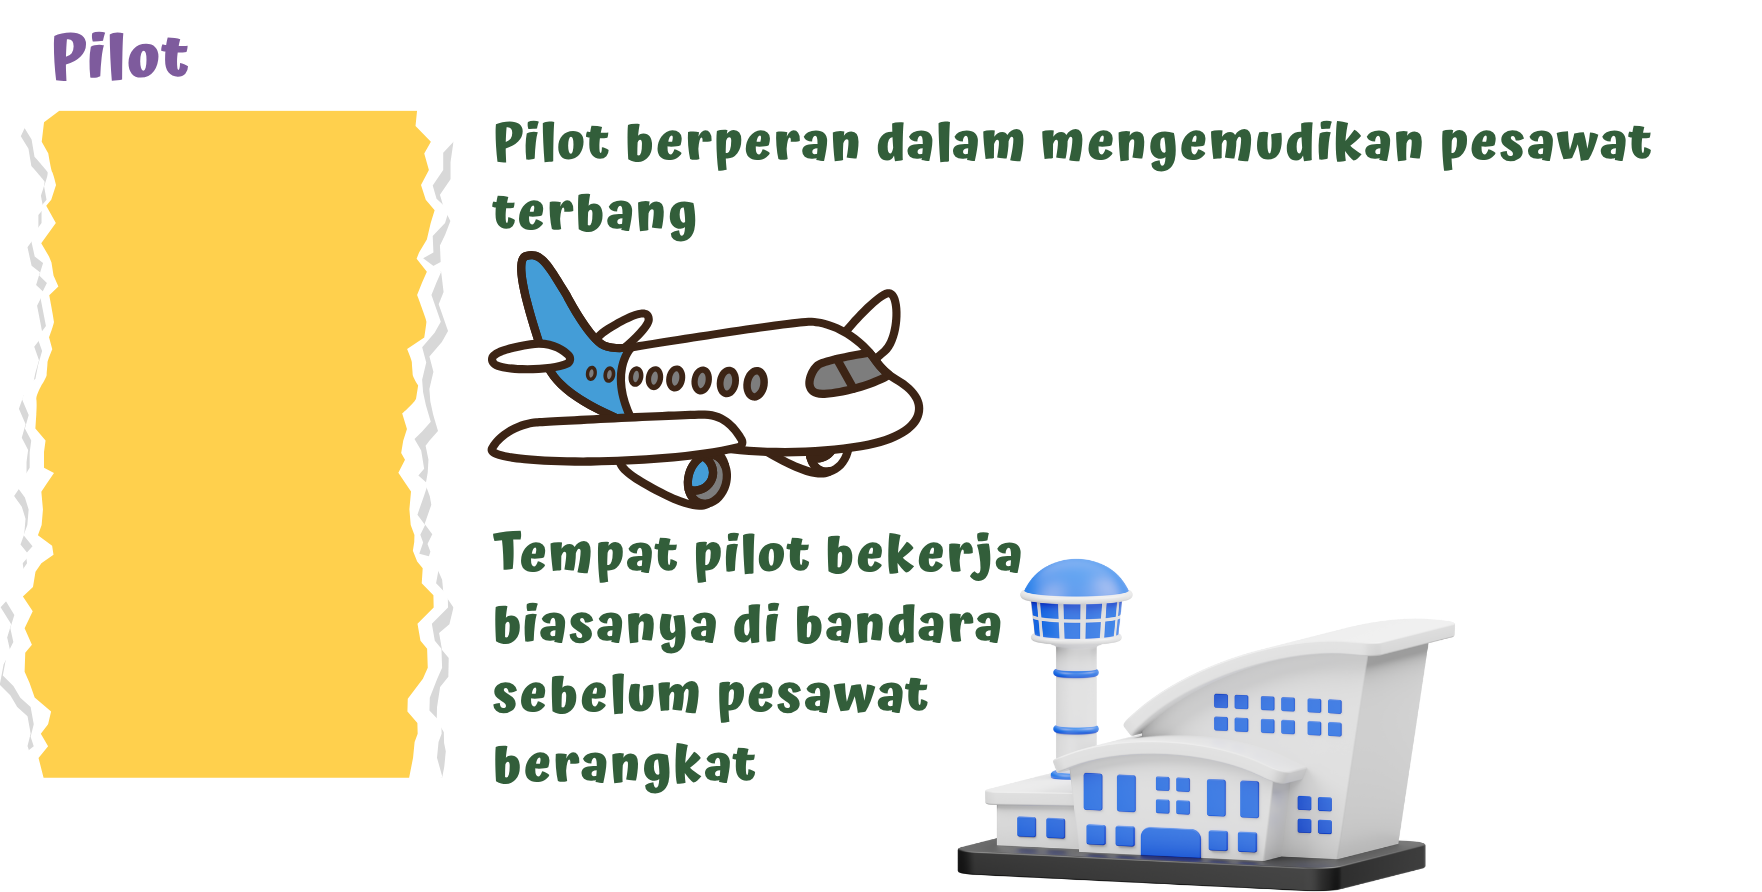 Pilot
Pilot berperan dalam mengemudikan pesawat
terbang
Tempat pilot bekerja
biasanya di bandara
sebelum pesawat
berangkat